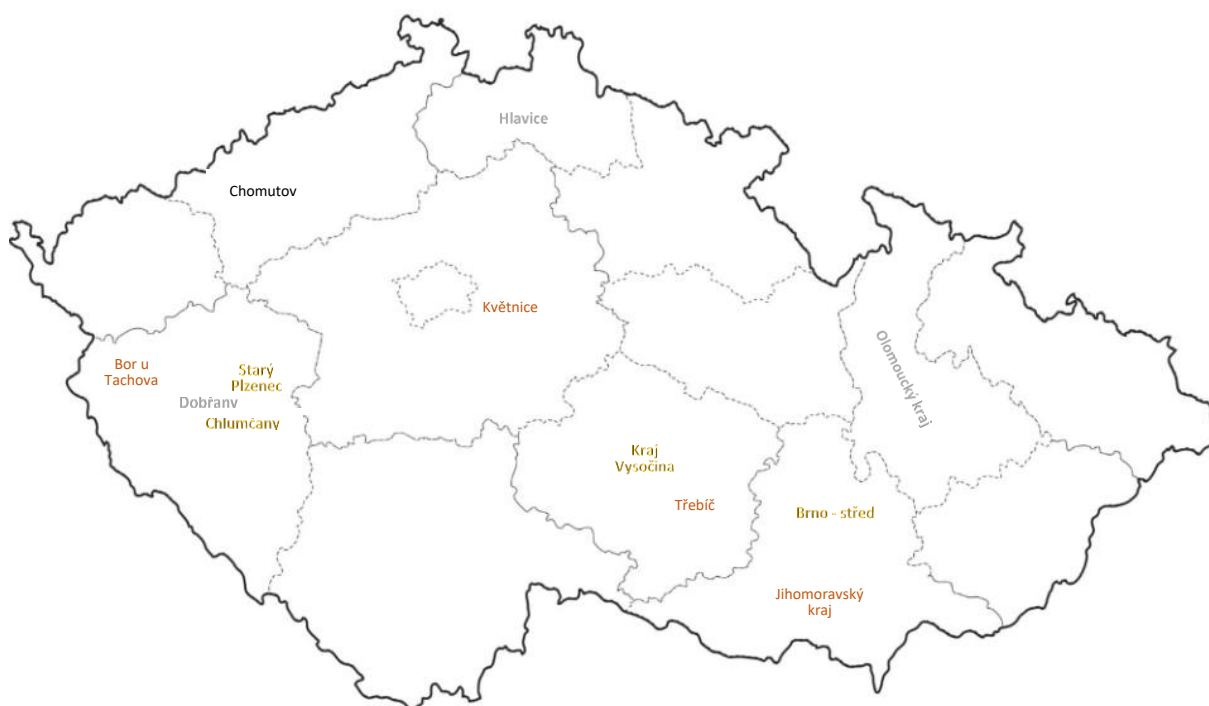 Hlavice
Chomutov
Květnice
Bor u
Tachova
Starý
Plzenec
Dobřany
Chlumčany
Olomoucký kraj
Kraj
Vysočina
Třebíč
Brno - střed
Jihomoravský
kraj